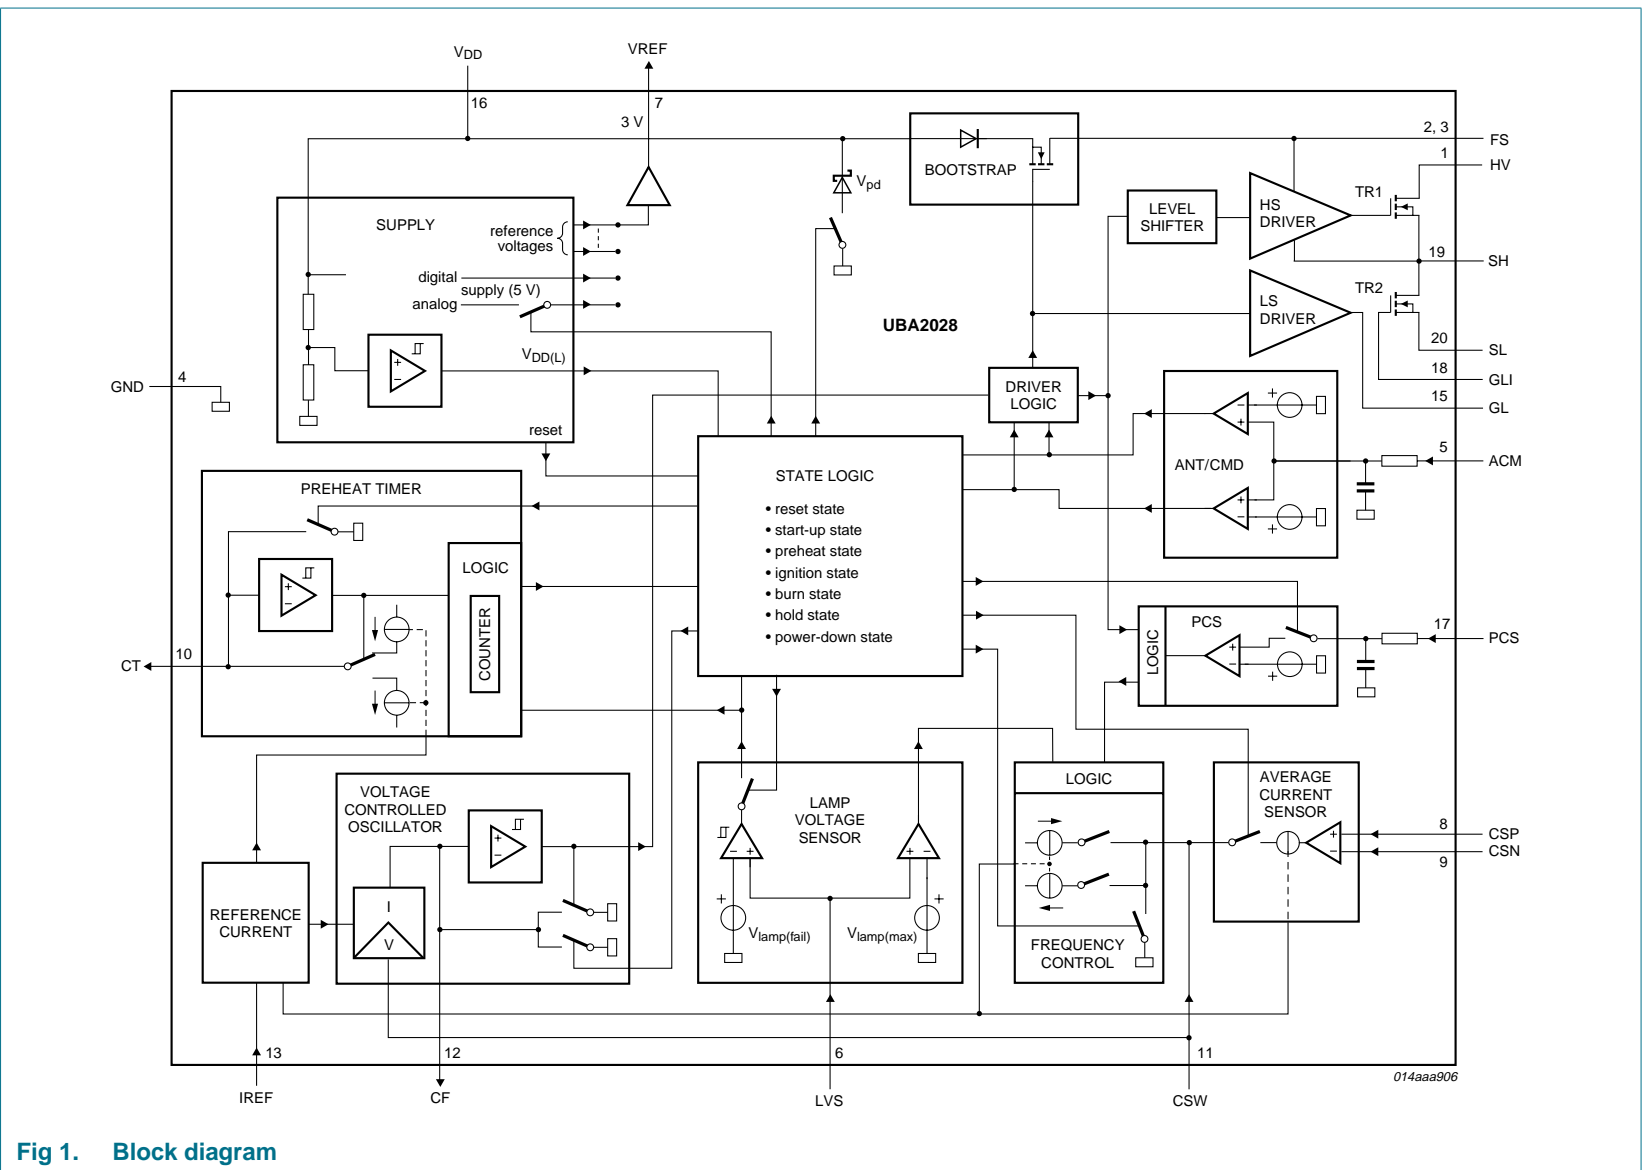 VDD
VREF
16
7
3 V
2, 3
FS
1
HV
BOOTSTRAP
Vpd
SUPPLY
reference
voltages
LEVEL
SHIFTER
HS
DRIVER
TR1
19
SH
digital
supply (5 V)
analog
UBA2028
LS
DRIVER
TR2
20
SL
VDD(L)
GND
4
18
GLI
DRIVER
LOGIC
15
GL
reset
5
ACM
ANT/CMD
STATE LOGIC
• reset state
• start-up state
• preheat state
• ignition state
• burn state
• hold state
• power-down state
PREHEAT TIMER
LOGIC
COUNTER
10
CT
PCS
LOGIC
17
PCS
+
−
VOLTAGE
CONTROLLED
OSCILLATOR
LAMP
VOLTAGE
SENSOR
LOGIC
AVERAGE
CURRENT
SENSOR
8
CSP
CSN
9
REFERENCE
CURRENT
I
V
Vlamp(fail)
Vlamp(max)
FREQUENCY
CONTROL
13
12
6
11
014aaa906
IREF
CF
LVS
CSW
Fig 1. Block diagram